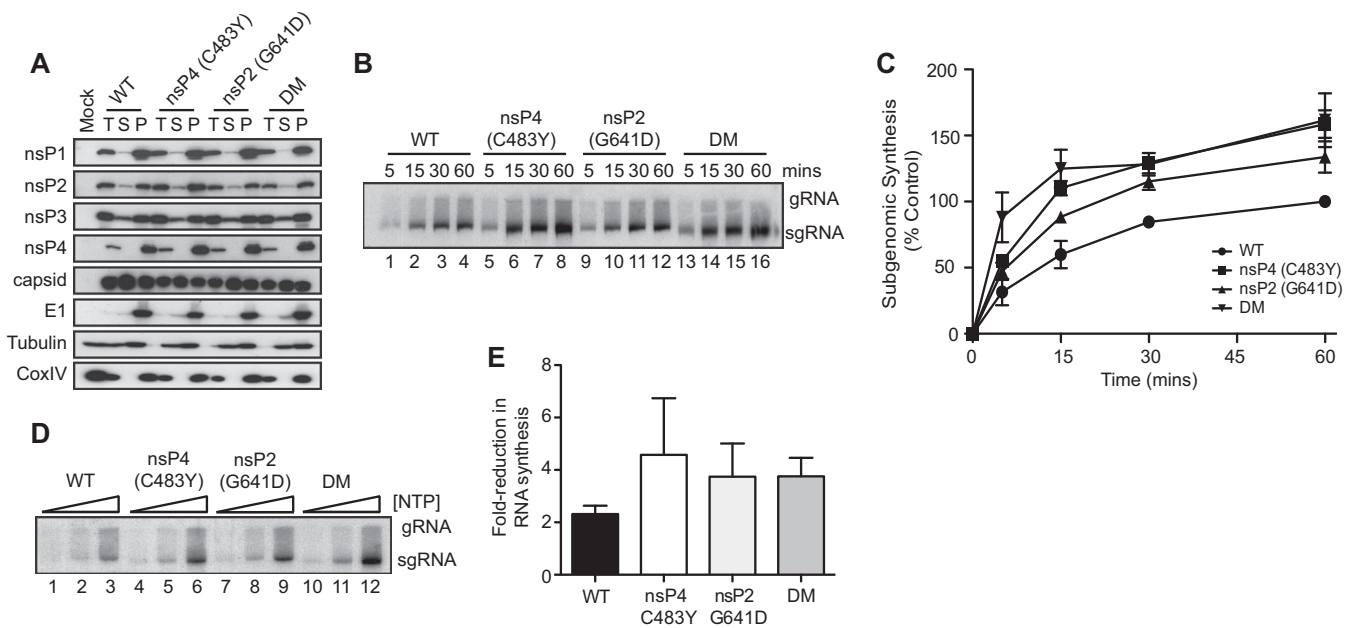 A
Mock
WT
nsP4 (C483Y)
nsP2 (G641D)
DM
T S P T S P T S P T S P
nsP1
nsP2
nsP3
nsP4
capsid
E1
Tubulin
CoxIV
B
WT
nsP4
(C483Y)
nsP2
(G641D)
DM
5 15 30 60 5 15 30 60 5 15 30 60 5 15 30 60 mins
gRNA
sgRNA
1 2 3 4 5 6 7 8 9 10 11 12 13 14 15 16
C
Subgenomic Synthesis
(% Control)
200
150
100
50
0
0 15 30 45 60
Time (mins)
WT
nsP4 (C483Y)
nsP2 (G641D)
DM
D
WT
nsP4
(C483Y)
nsP2
(G641D)
DM
[NTP]
gRNA
sgRNA
1 2 3 4 5 6 7 8 9 10 11 12
E
Fold-reduction in
RNA synthesis
8
6
4
2
0
WT
nsP4
C483Y
nsP2
G641D
DM